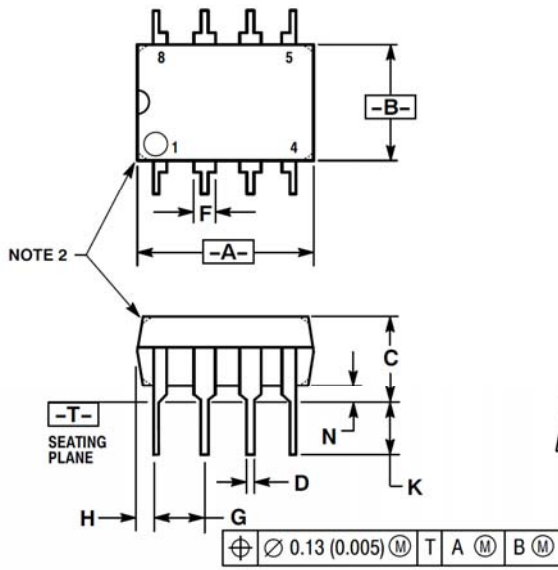 8 5
-B-
1 4
F
NOTE 2
-A-
C
-T-
N
SEATING
PLANE
D
K
H
G
⌖ ∅ 0.13 (0.005) Ⓜ T A Ⓜ B Ⓜ